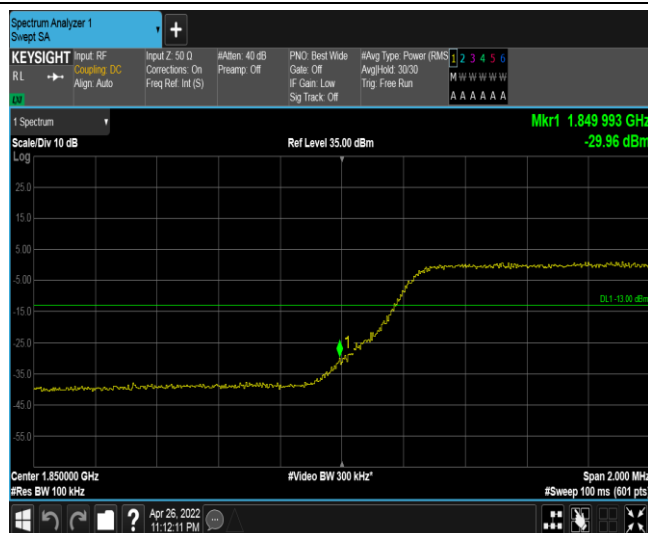 Spectrum Analyzer 1
Swept SA
+
KEYSIGHT Input: RF Input Z: 50 Ω #Atten: 40 dB PNO: Best Wide #Avg Type: Power (RMS 1 2 3 4 5 6
RL Coupling: DC Corrections: On Preamp: Off Gate: Off Avg|Hold: 30/30 M W W W W W
Align: Auto Freq Ref: Int (S) IF Gain: Low Trig: Free Run
Sig Track: Off A A A A A A
LXI
1 Spectrum
Mkr1 1.849 993 GHz
Scale/Div 10 dB Ref Level 35.00 dBm -29.96 dBm
Log
25.0
15.0
5.00
-5.00
DL1 -13.00 dBm
-15.0
-25.0
1
-35.0
-45.0
-55.0
Center 1.850000 GHz #Video BW 300 kHz* Span 2.000 MHz
#Res BW 100 kHz #Sweep 100 ms (601 pts)
? Apr 26, 2022
11:12:11 PM